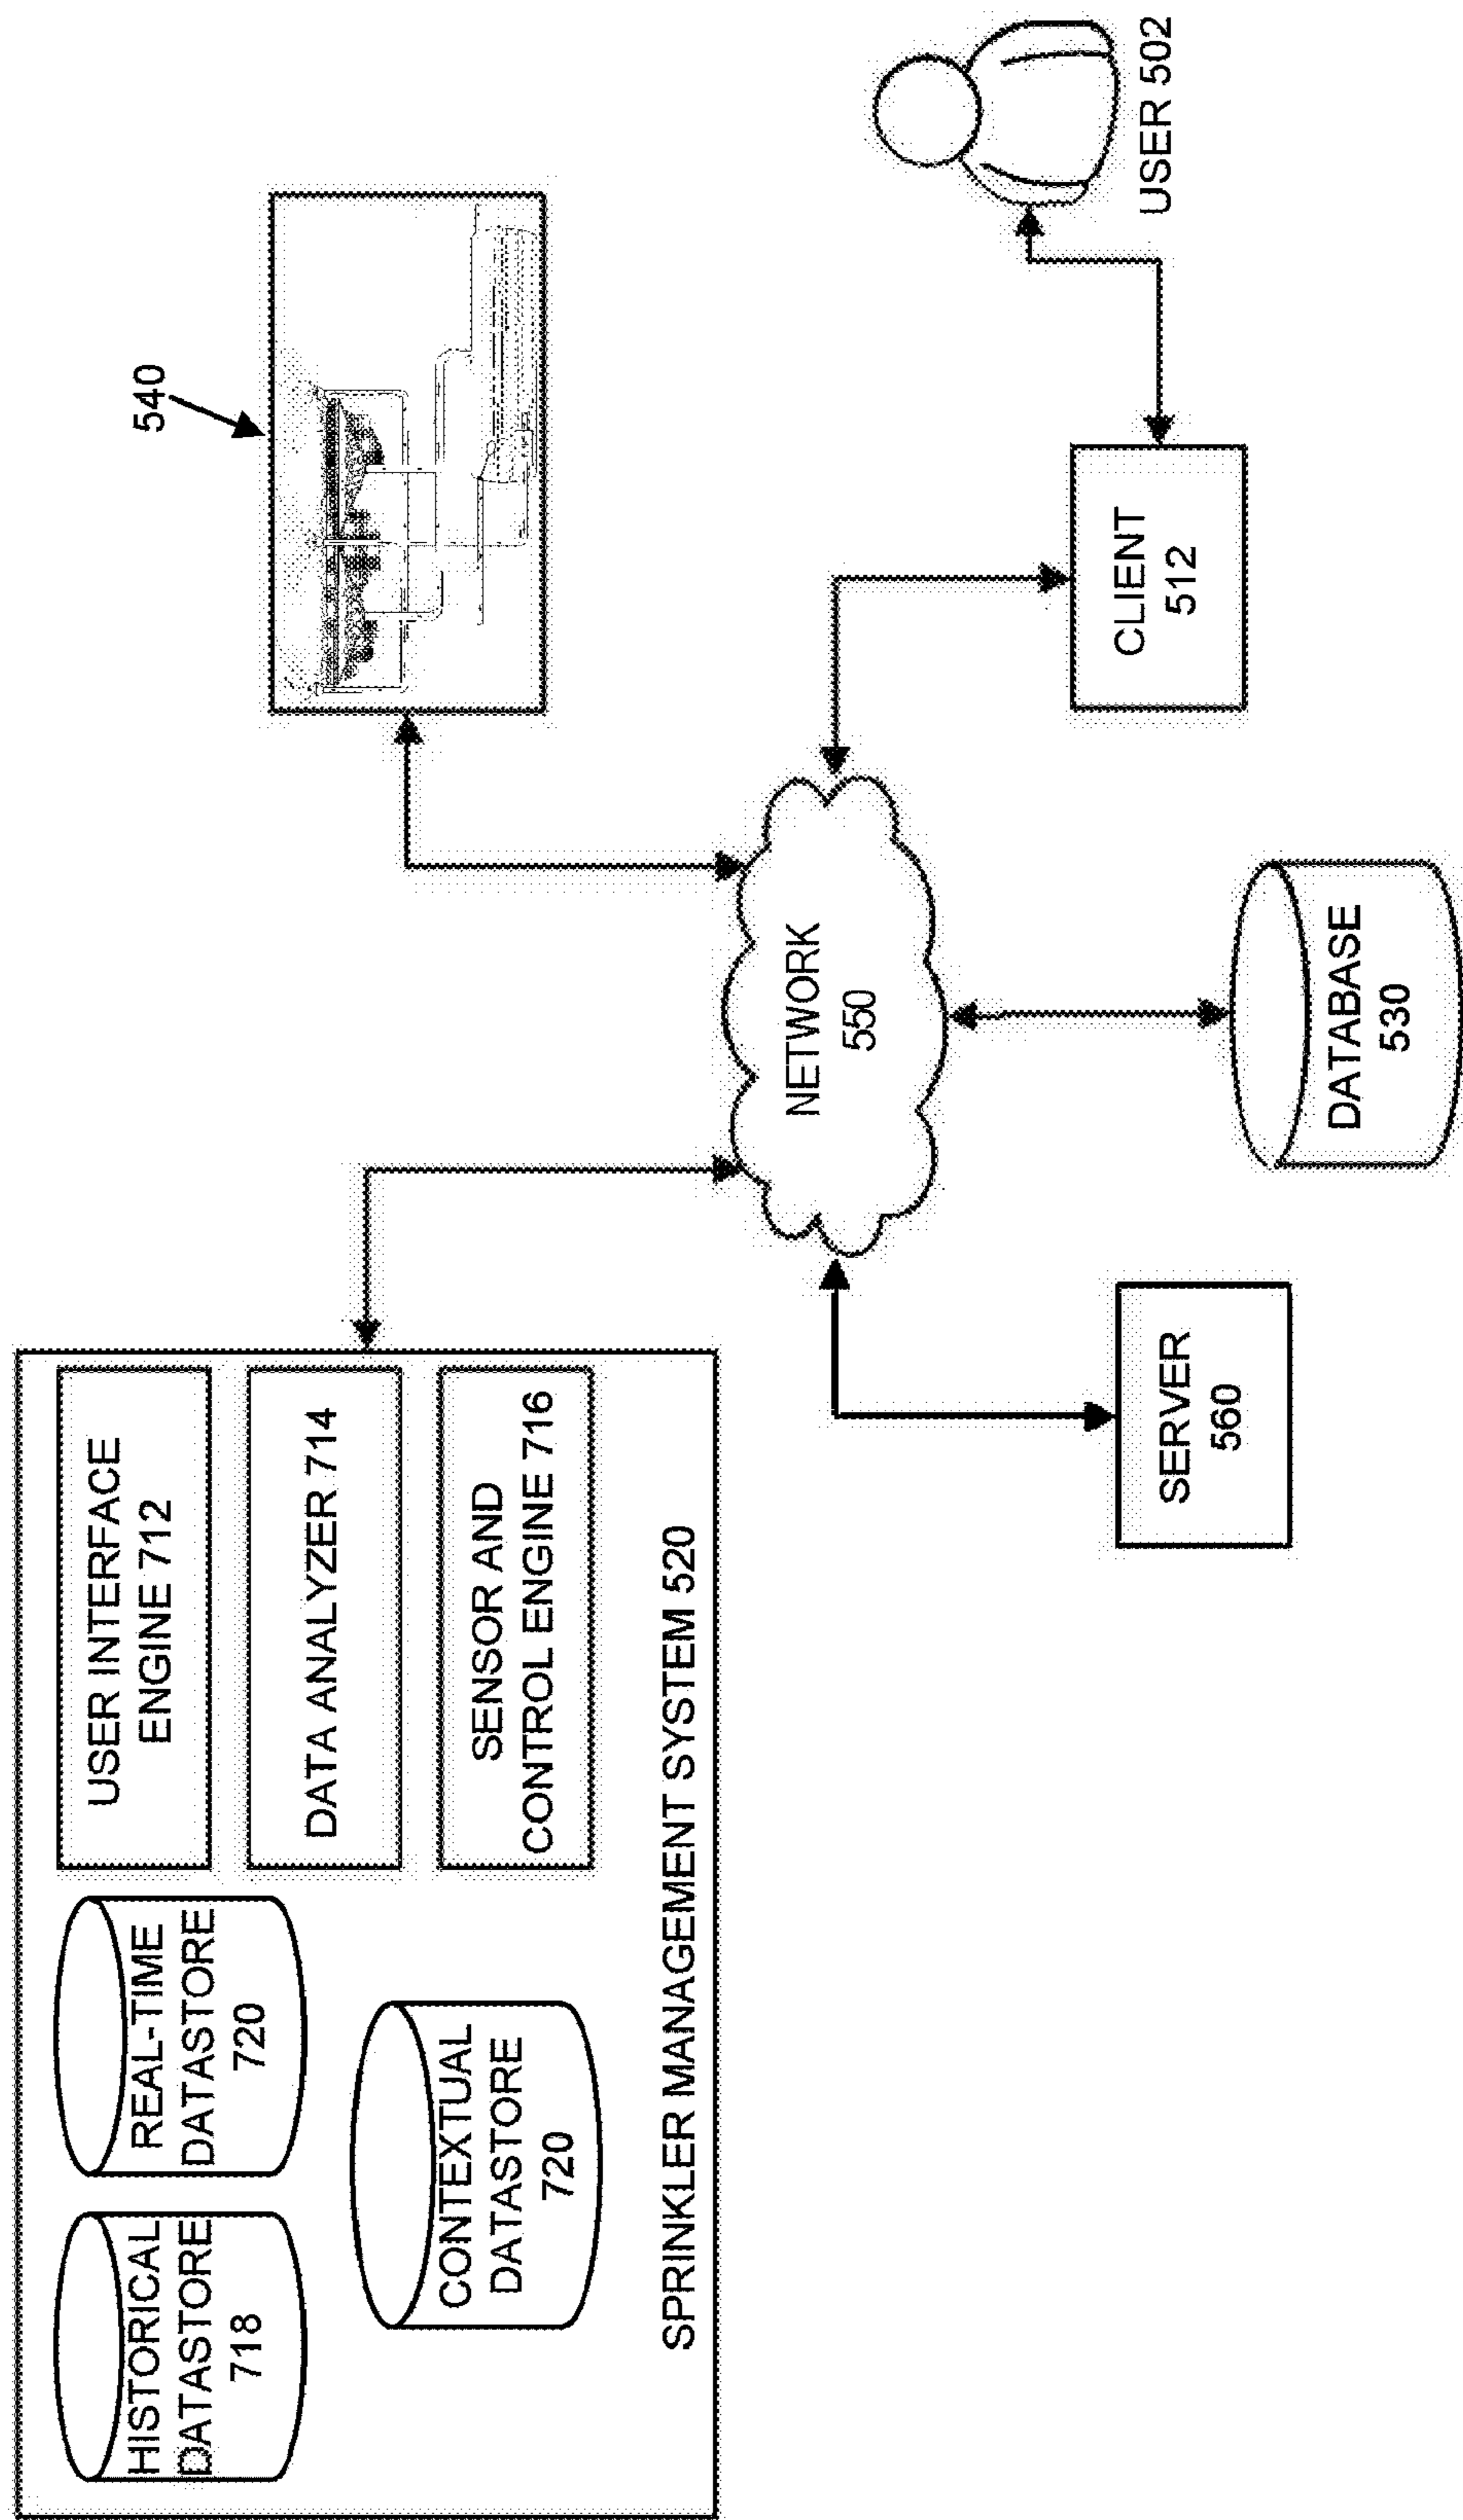 HISTORICAL
DATASTORE
718
REAL-TIME
DATASTORE
720
CONTEXTUAL
DATASTORE
720
USER INTERFACE
ENGINE 712
DATA ANALYZER 714
SENSOR AND
CONTROL ENGINE 716
SPRINKLER MANAGEMENT SYSTEM 520
540
NETWORK
550
SERVER
560
DATABASE
530
CLIENT
512
USER 502